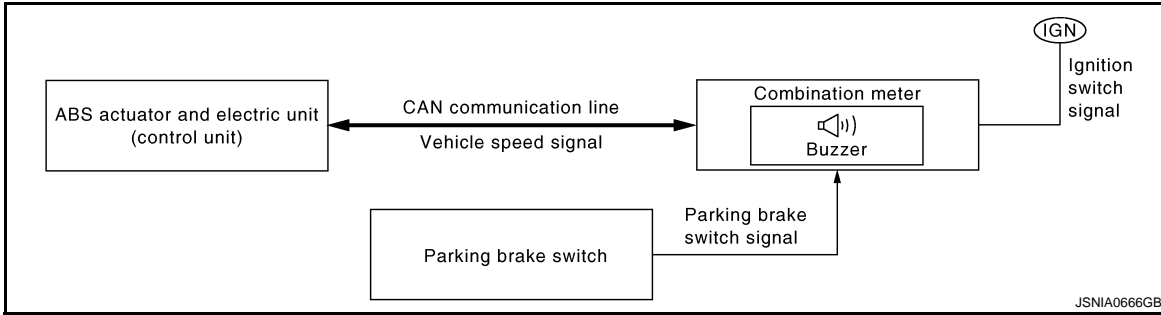 IGN
Ignition
switch
signal
ABS actuator and electric unit
(control unit)
CAN communication line
Vehicle speed signal
Combination meter
Buzzer
Parking brake switch
Parking brake
switch signal
JSNIA0666GB